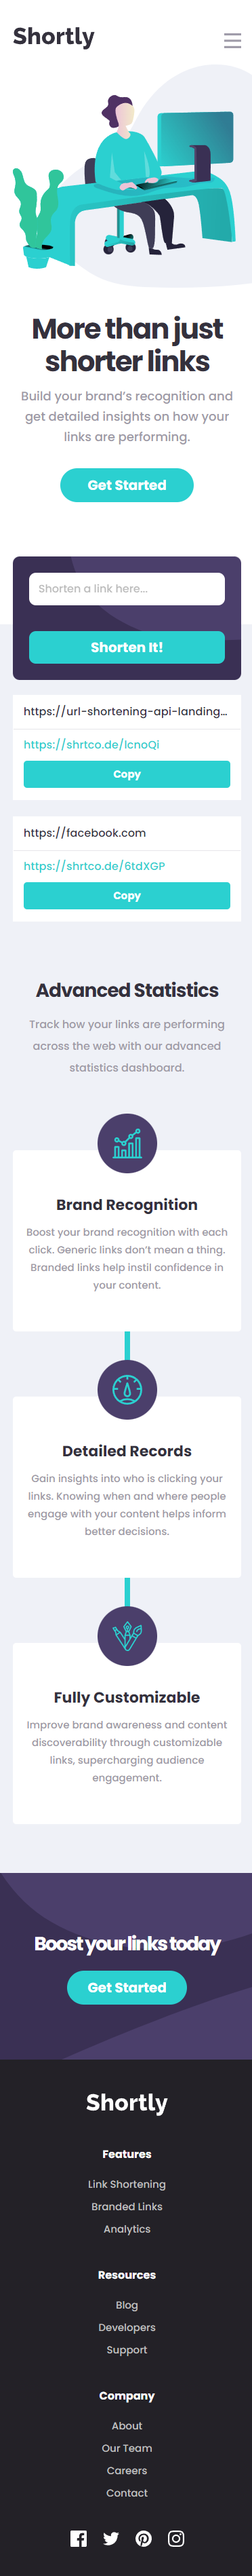 Shortly
More than just
shorter links
Build your brand’s recognition and
get detailed insights on how your
links are performing.
Get Started
Shorten a link here...
Shorten It!
https://url-shortening-api-landing...
https://shrtco.de/lcnoQi
Copy
https://facebook.com
https://shrtco.de/6tdXGP
Copy
Advanced Statistics
Track how your links are performing
across the web with our advanced
statistics dashboard.
Brand Recognition
Boost your brand recognition with each
click. Generic links don’t mean a thing.
Branded links help instil confidence in
your content.
Detailed Records
Gain insights into who is clicking your
links. Knowing when and where people
engage with your content helps inform
better decisions.
Fully Customizable
Improve brand awareness and content
discoverability through customizable
links, supercharging audience
engagement.
Boost your links today
Get Started
Shortly
Features
Link Shortening
Branded Links
Analytics
Resources
Blog
Developers
Support
Company
About
Our Team
Careers
Contact